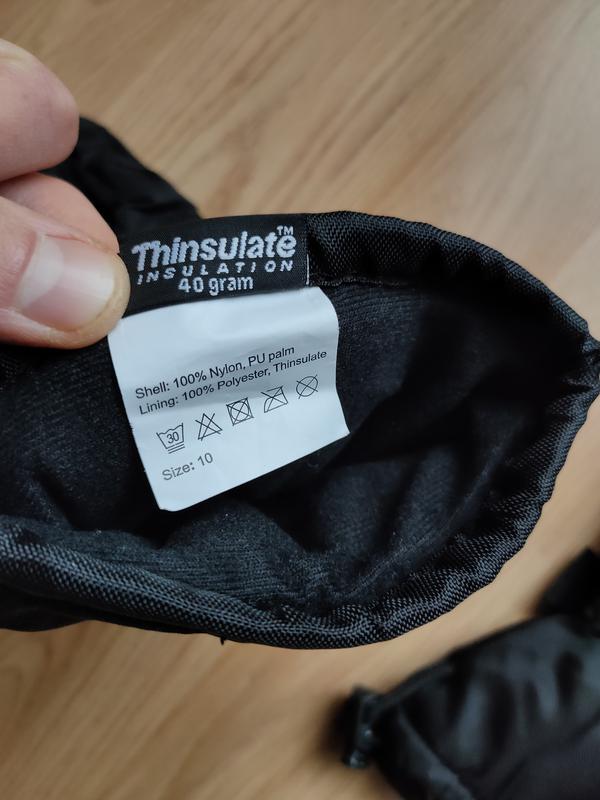 Thinsulate™
INSULATION
40 gram
Shell: 100% Nylon, PU palm
Lining: 100% Polyester, Thinsulate
30
Size: 10